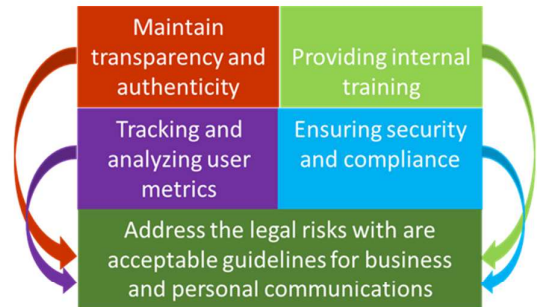 Maintain
transparency and
authenticity
Providing internal
training
Tracking and
analyzing user
metrics
Ensuring security
and compliance
Address the legal risks with are
acceptable guidelines for business
and personal communications